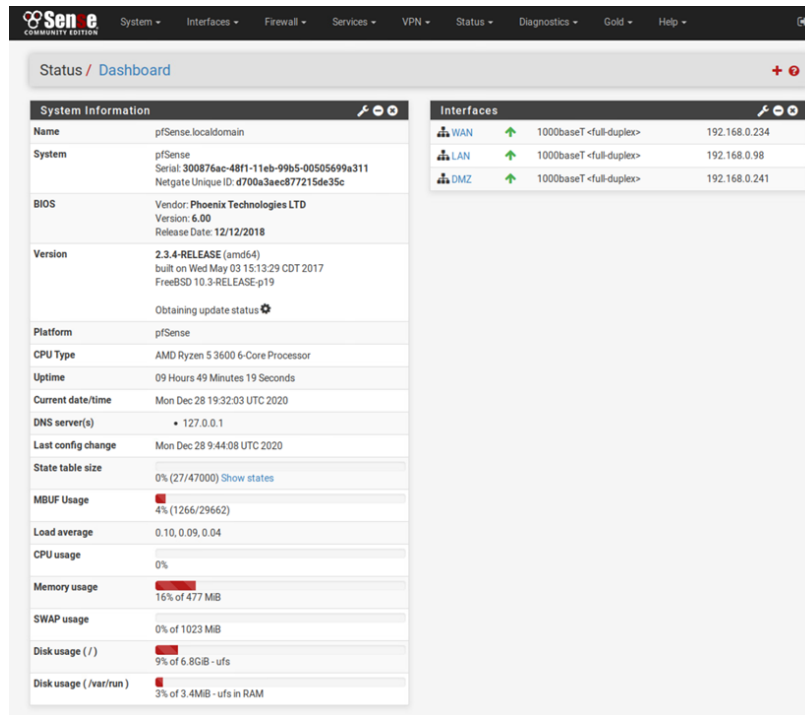 Sense
COMMUNITY EDITION
System Interfaces Firewall Services VPN Status Diagnostics Gold Help
Status / Dashboard
System Information
Name pfSense.localdomain
System pfSense
Serial: 300876ac-48f1-11eb-99b5-00505699a311
Netgate Unique ID: d700a3aec877215de35c
BIOS Vendor: Phoenix Technologies LTD
Version: 6.00
Release Date: 12/12/2018
Version 2.3.4-RELEASE (amd64)
built on Wed May 03 15:13:29 CDT 2017
FreeBSD 10.3-RELEASE-p19
Obtaining update status
Platform pfSense
CPU Type AMD Ryzen 5 3600 6-Core Processor
Uptime 09 Hours 49 Minutes 19 Seconds
Current date/time Mon Dec 28 19:32:03 UTC 2020
DNS server(s) • 127.0.0.1
Last config change Mon Dec 28 9:44:08 UTC 2020
State table size
0% (27/47000) Show states
MBUF Usage
4% (1266/29662)
Load average 0.10, 0.09, 0.04
CPU usage
0%
Memory usage
16% of 477 MiB
SWAP usage
0% of 1023 MiB
Disk usage ( / )
9% of 6.8GiB - ufs
Disk usage ( /var/run )
3% of 3.4MiB - ufs in RAM
Interfaces
WAN 1000baseT <full-duplex> 192.168.0.234
LAN 1000baseT <full-duplex> 192.168.0.98
DMZ 1000baseT <full-duplex> 192.168.0.241